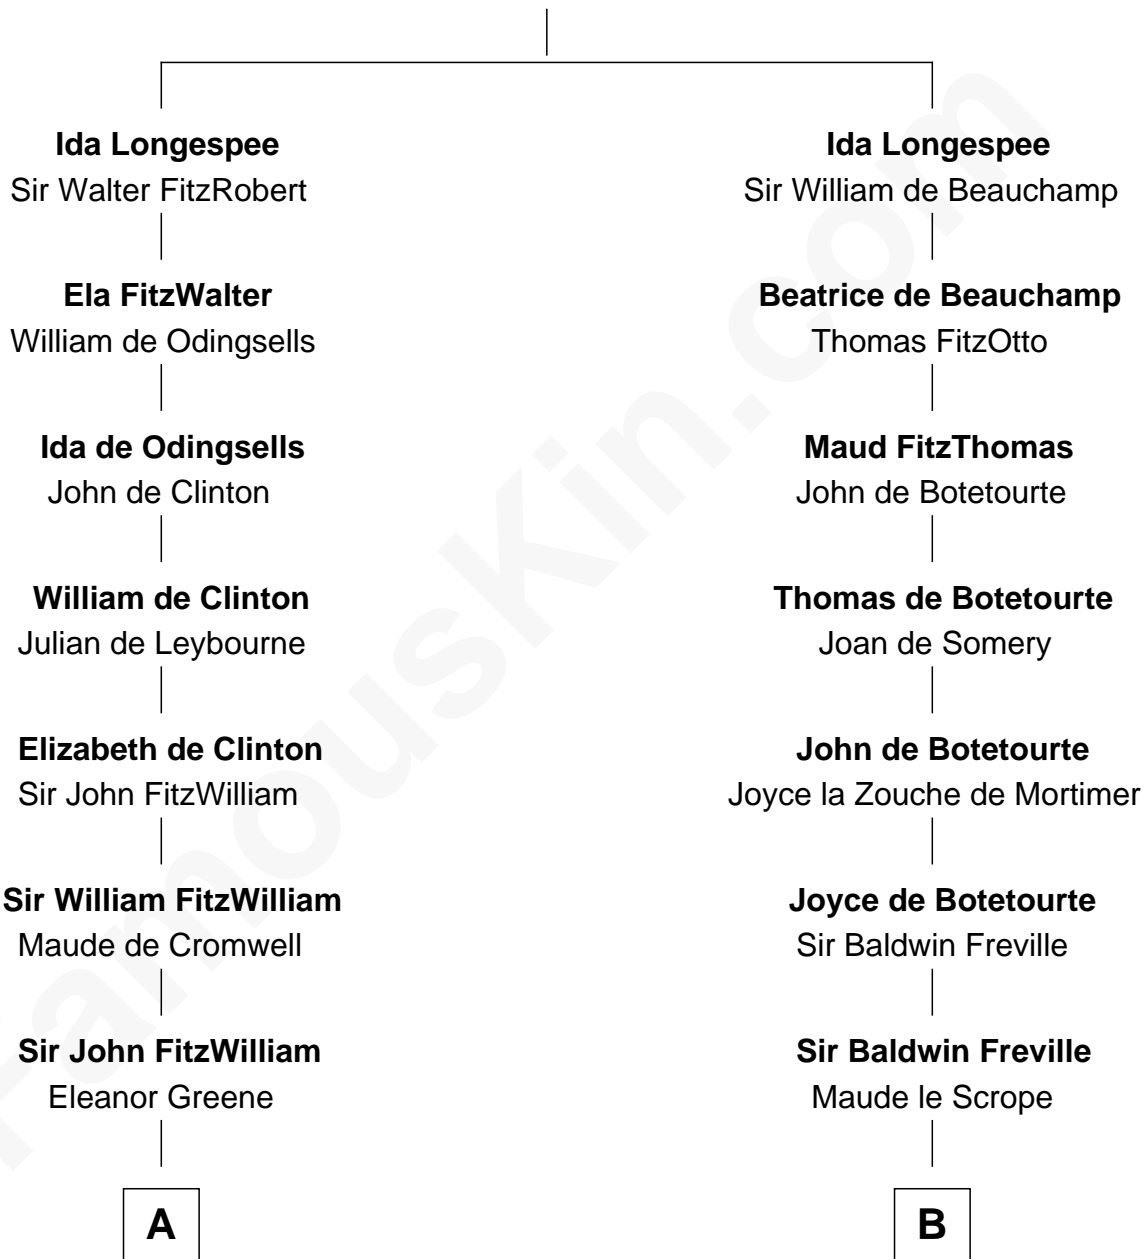 Ida Longespee
Sir Walter FitzRobert
Ela FitzWalter
William de Odingsells
Ida de Odingsells
John de Clinton
William de Clinton
Julian de Leybourne
Elizabeth de Clinton
Sir John FitzWilliam
Sir William FitzWilliam
Maude de Cromwell
Sir John FitzWilliam
Eleanor Greene
A
Ida Longespee
Sir William de Beauchamp
Beatrice de Beauchamp
Thomas FitzOtto
Maud FitzThomas
John de Botetourte
Thomas de Botetourte
Joan de Somery
John de Botetourte
Joyce la Zouche de Mortimer
Joyce de Botetourte
Sir Baldwin Freville
Sir Baldwin Freville
Maude le Scrope
B
FamousKin.com